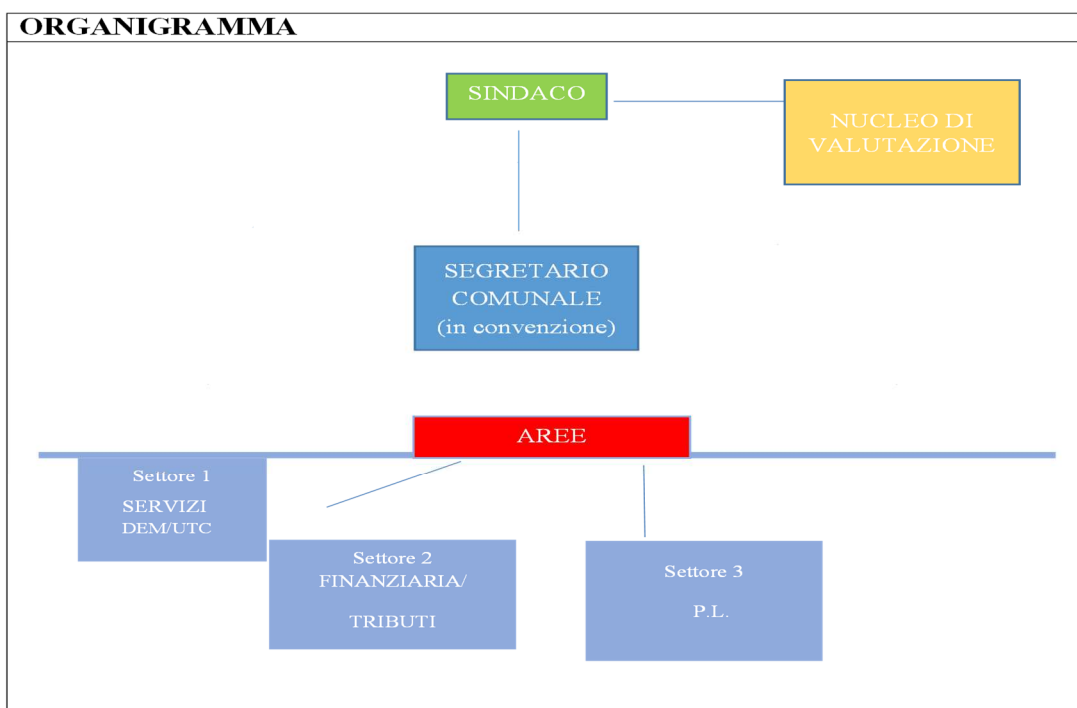 ORGANIGRAMMA
SINDACO
NUCLEO DI
VALUTAZIONE
SEGRETARIO
COMUNALE
(in convenzione)
AREE
Settore 1
SERVIZI
DEM/UTC
Settore 2
FINANZIARIA/
TRIBUTI
Settore 3
P.L.